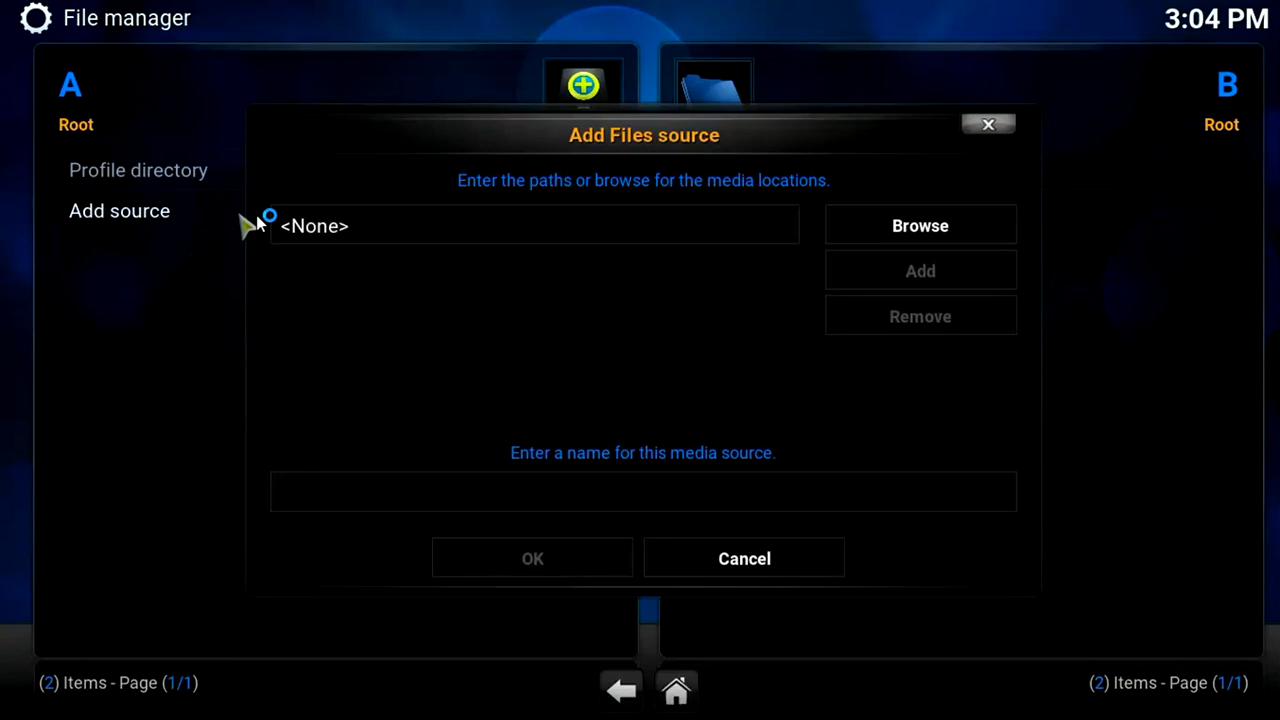 File manager
3:04 PM
A
B
Root
Root
Profile directory
Add source
Add Files source
Enter the paths or browse for the media locations.
<None>
Browse
Add
Remove
Enter a name for this media source.
OK
Cancel
(2) Items - Page (1/1)
(2) Items - Page (1/1)